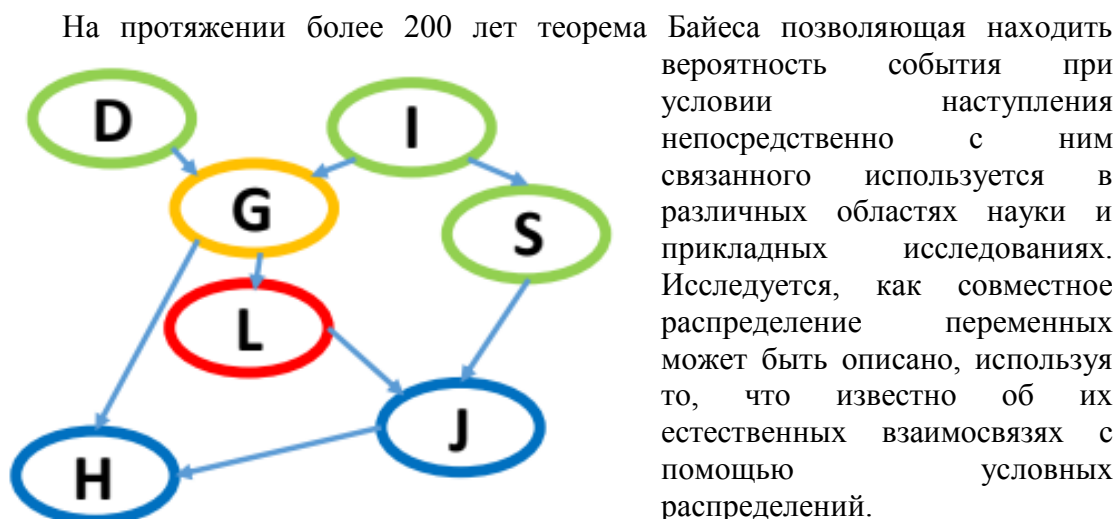 На протяжении более 200 лет теорема Байеса позволяющая находить
вероятность события при
условии наступления
непосредственно с ним
связанного используется в
различных областях науки и
прикладных исследованиях.
Исследуется, как совместное
распределение переменных
может быть описано, используя
то, что известно об их
естественных взаимосвязях с
помощью условных
распределений.
D
I
G
S
L
J
H